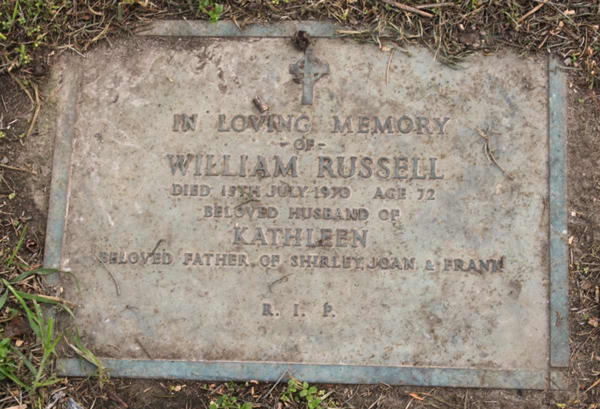 IN LOVING MEMORY
- OF -
WILLIAM RUSSELL
DIED JULY 1970 AGE 72
BELOVED HUSBAND OF
KATHLEEN
BELOVED FATHER OF SHIRLEY, JOAN & FRANK
R. I. P.